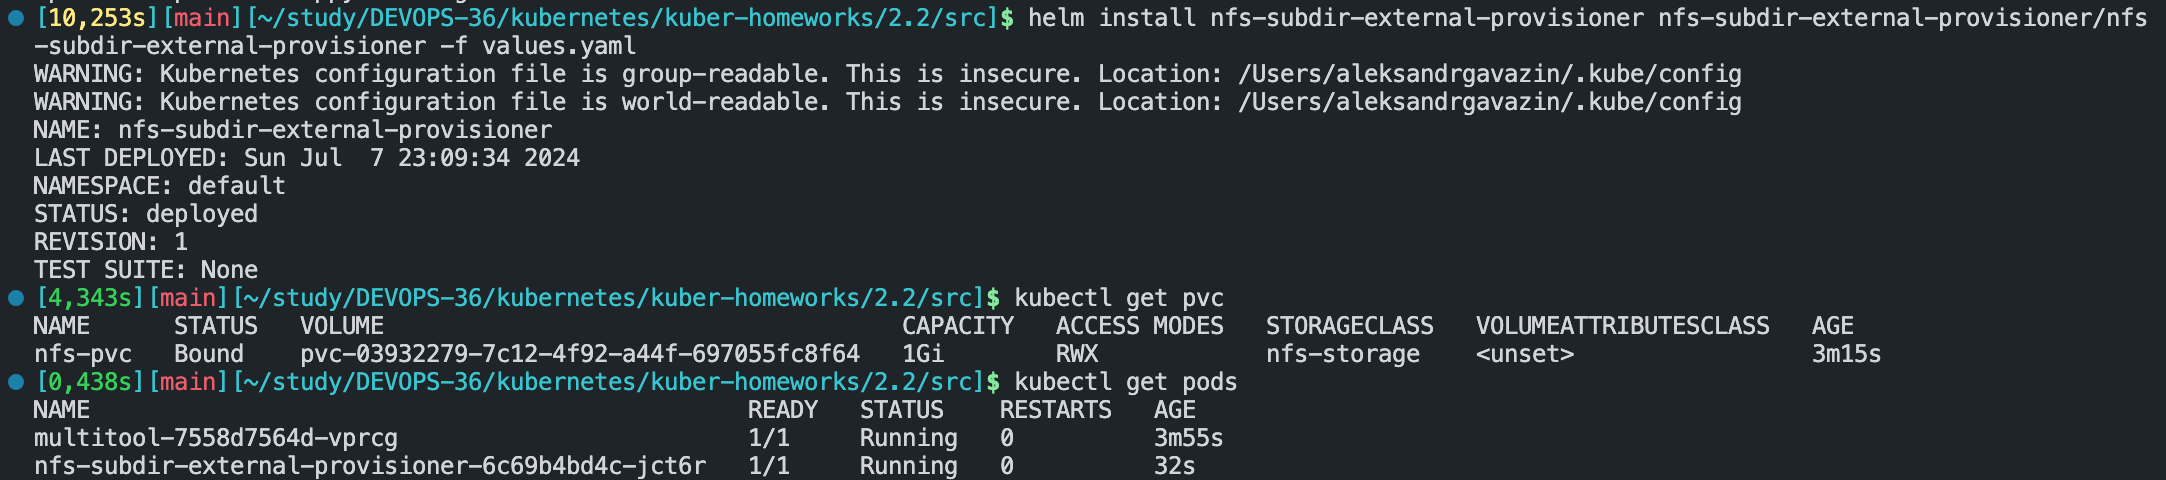 [10,253s][main][~/study/DEVOPS-36/kubernetes/kuber-homeworks/2.2/src]$ helm install nfs-subdir-external-provisioner nfs-subdir-external-provisioner/nfs
-subdir-external-provisioner -f values.yaml
WARNING: Kubernetes configuration file is group-readable. This is insecure. Location: /Users/aleksandrgavazin/.kube/config
WARNING: Kubernetes configuration file is world-readable. This is insecure. Location: /Users/aleksandrgavazin/.kube/config
NAME: nfs-subdir-external-provisioner
LAST DEPLOYED: Sun Jul  7 23:09:34 2024
NAMESPACE: default
STATUS: deployed
REVISION: 1
TEST SUITE: None
[4,343s][main][~/study/DEVOPS-36/kubernetes/kuber-homeworks/2.2/src]$ kubectl get pvc
NAME      STATUS   VOLUME                                     CAPACITY   ACCESS MODES   STORAGECLASS   VOLUMEATTRIBUTESCLASS   AGE
nfs-pvc   Bound    pvc-03932279-7c12-4f92-a44f-697055fc8f64   1Gi        RWX            nfs-storage    <unset>                 3m15s
[0,438s][main][~/study/DEVOPS-36/kubernetes/kuber-homeworks/2.2/src]$ kubectl get pods
NAME                                               READY   STATUS    RESTARTS   AGE
multitool-7558d7564d-vprcg                         1/1     Running   0          3m55s
nfs-subdir-external-provisioner-6c69b4bd4c-jct6r   1/1     Running   0          32s